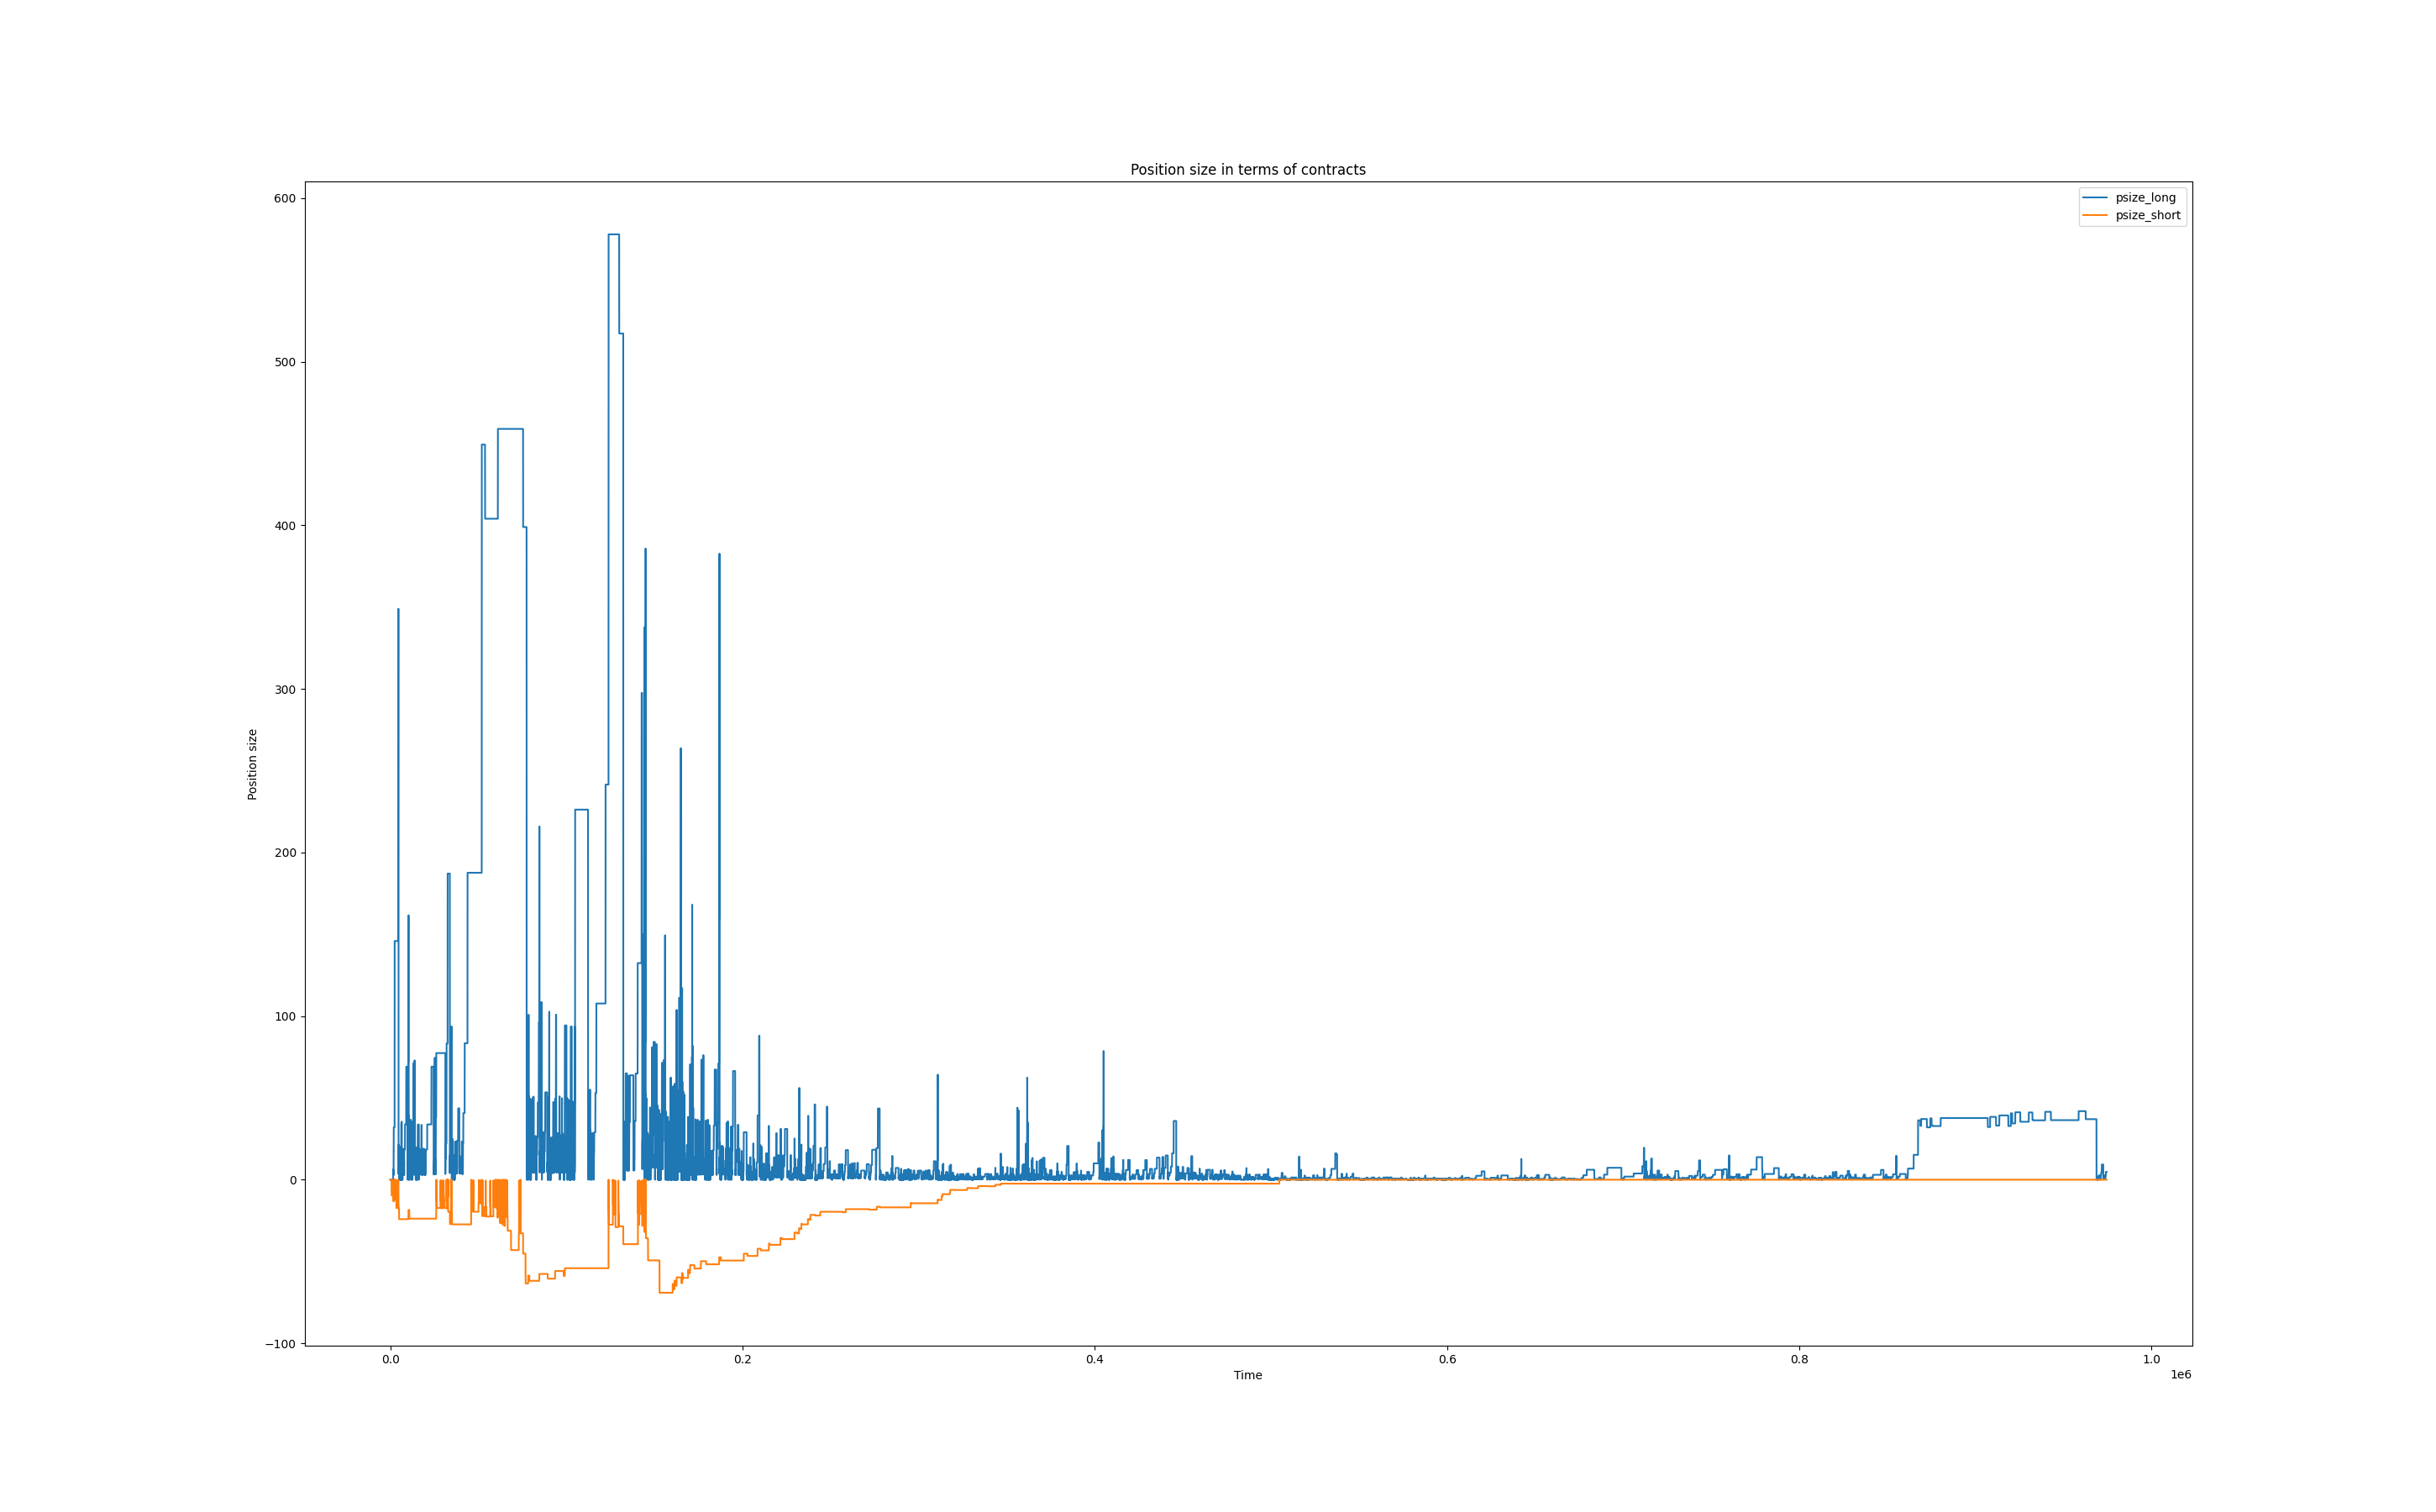 Position size in terms of contracts
psize_long
psize_short
600
500
400
300
200
100
0
−100
Position size
0.0 0.2 0.4 0.6 0.8 1.0
Time
1e6